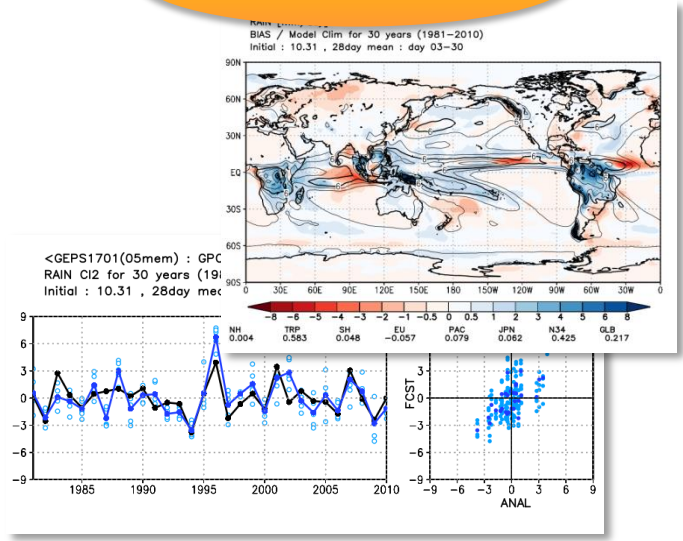 RAIN
BIAS / Model Clim for 30 years (1981-2010)
Initial : 10.31 , 28day mean : day 03-30
90N
60N
30N
EQ
30S
60S
90S
0 30E 60E 90E 120E 150E 180 150W 120W 90W 60W 30W 0
-8 -6 -5 -4 -3 -2 -1 -0.5 0 0.5 1 2 3 4 5 6 8
NH TRP SH EU PAC JPN N34 GLB
0.004 0.583 0.048 -0.057 0.079 0.062 0.425 0.217
<GEPS1701(05mem) : GPC
RAIN CI2 for 30 years (198
Initial : 10.31 , 28day mea
9
6
3
0
-3
-6
-9
1985 1990 1995 2000 2005 2010
3
0
-3
-6
-9
FCST
-9 -6 -3 0 3 6 9
ANAL